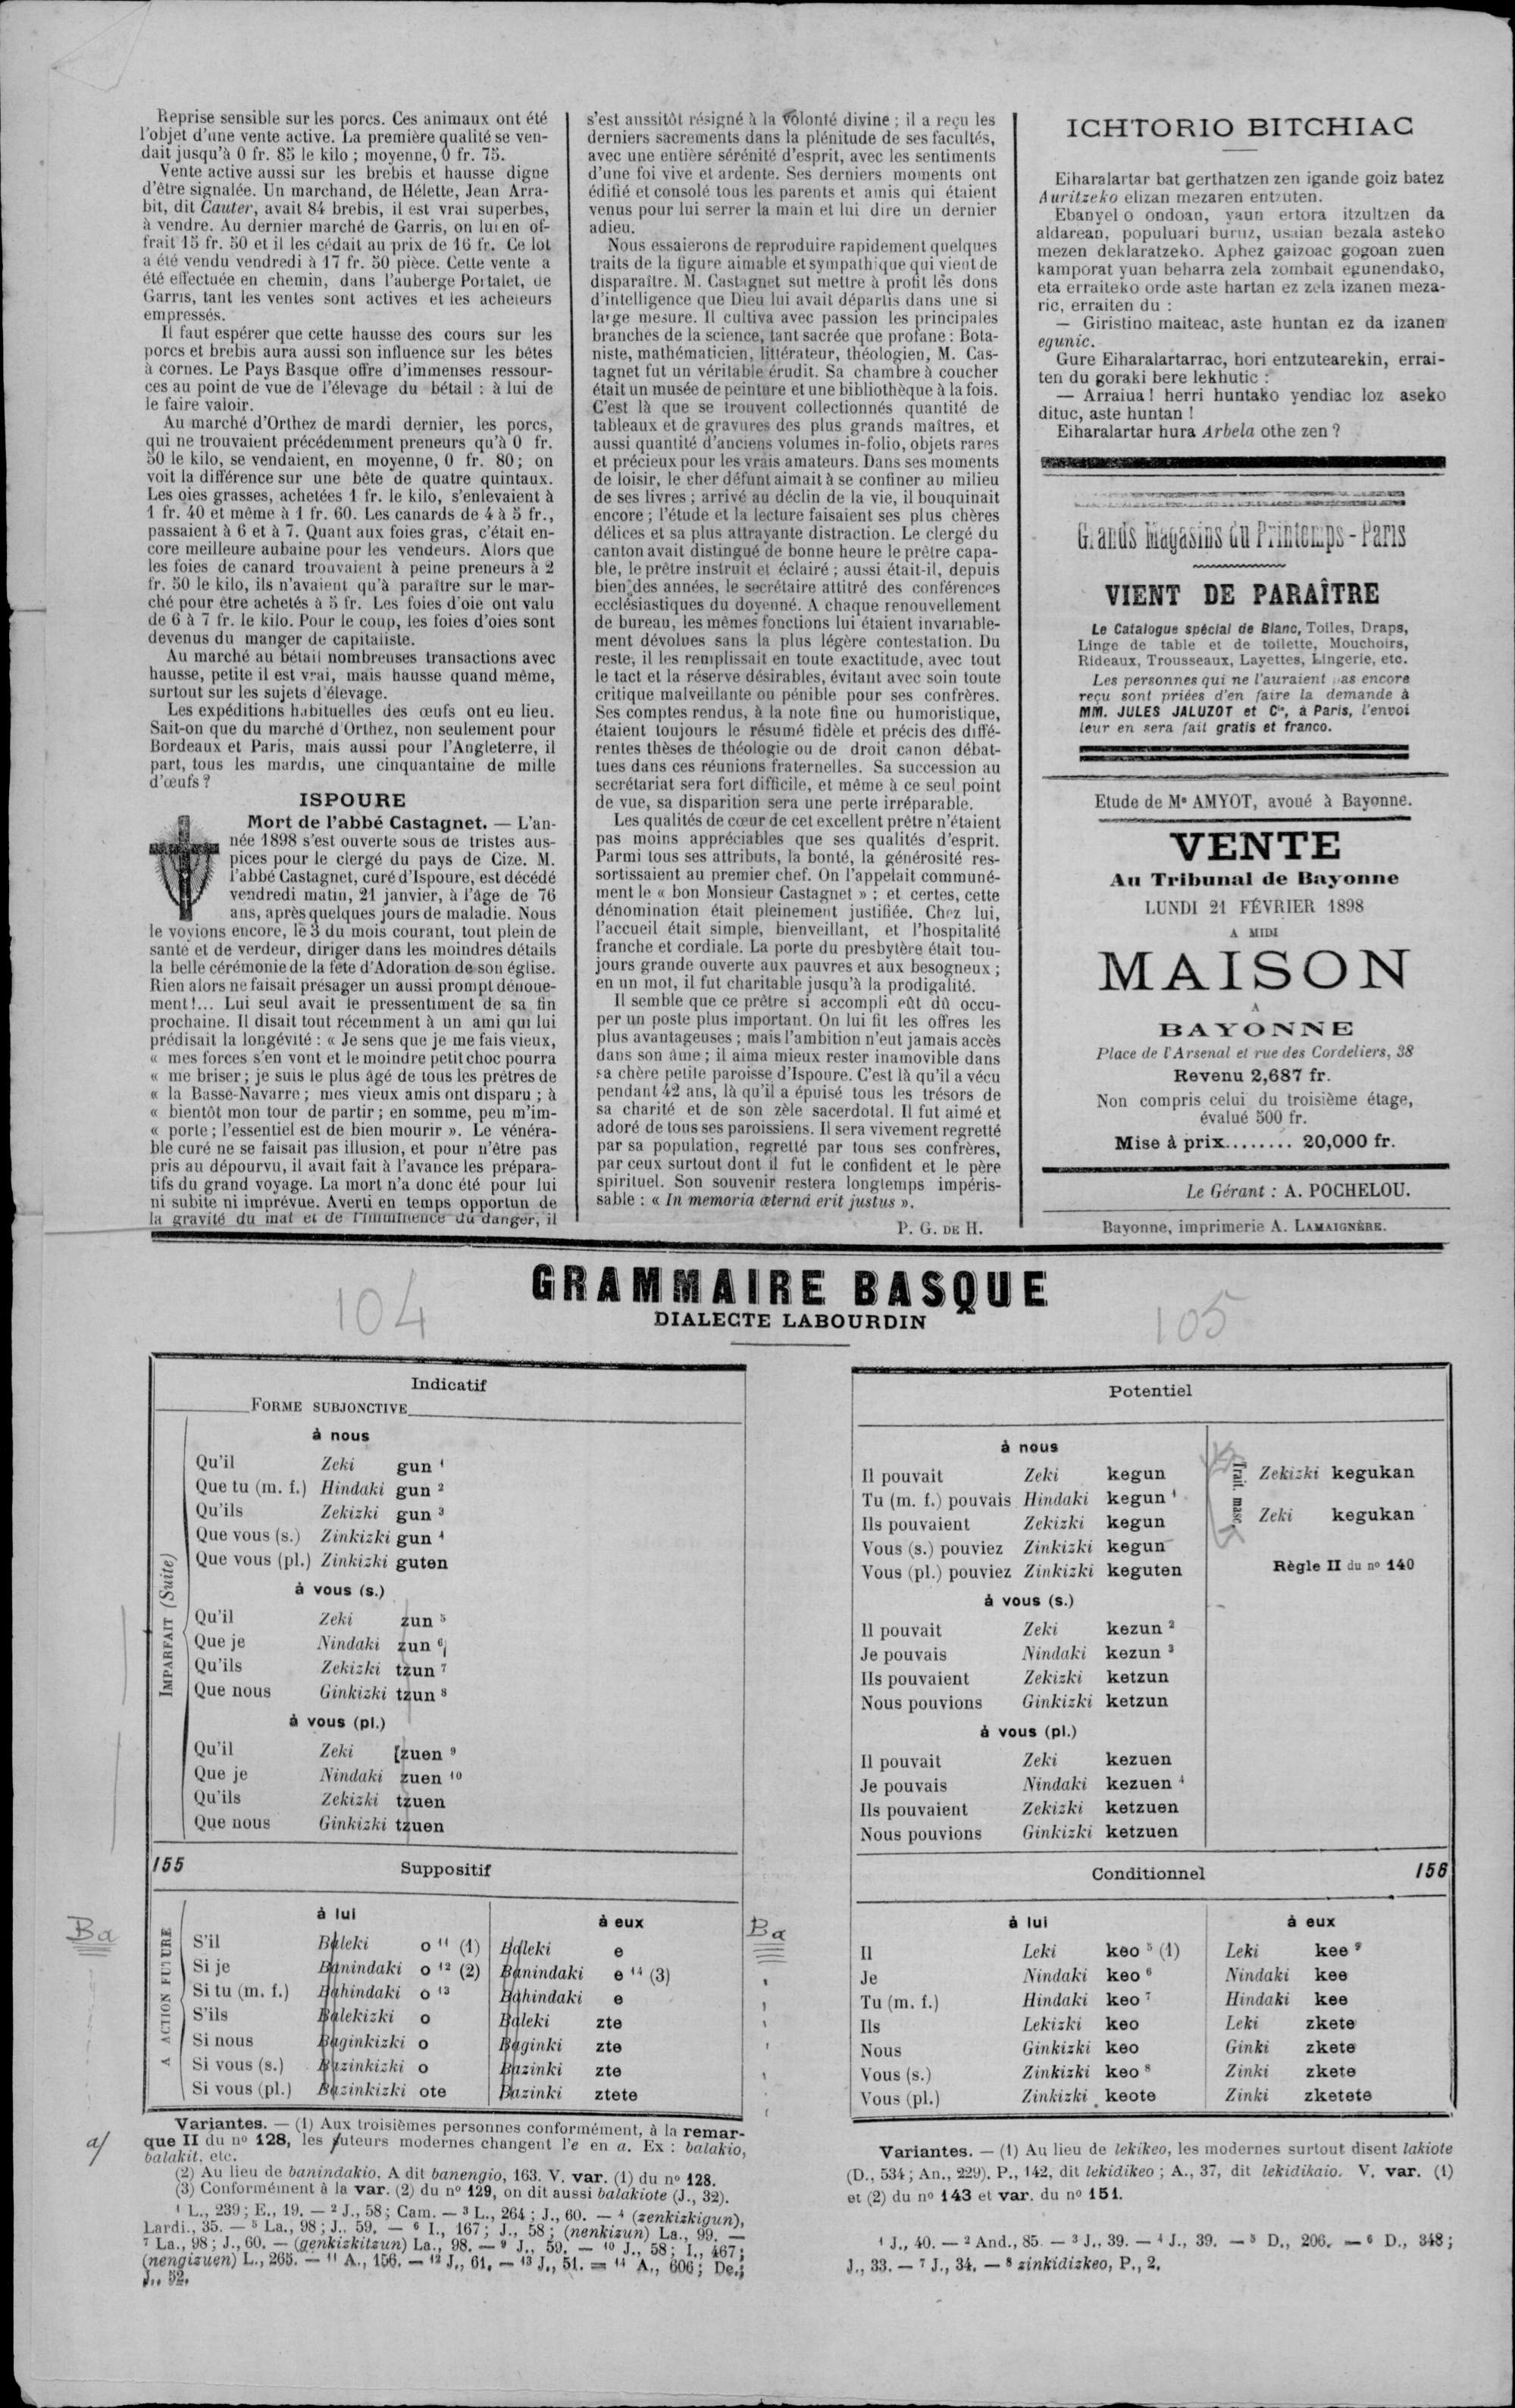 Reprise sensible sur les porcs. Ces animaux ont été
l'objet d'une vente active. La première qualité se ven-
dait jusqu'à 0 fr. 85 le kilo ; moyenne, 0 fr. 75.
Vente active aussi sur les brebis et hausse digne
d'être signalée. Un marchand, de Hélette, Jean Arra-
bit, dit Cauter, avait 84 brebis, il est vrai superbes,
à vendre. Au dernier marché de Garris, on lui en of-
frait 15 fr. 50 et il les cédait au prix de 16 fr. Ce lot
a été vendu vendredi à 17 fr. 50 pièce. Cette vente a
été effectuée en chemin, dans l'auberge Portalet, de
Garris, tant les ventes sont actives et les acheteurs
empressés.
Il faut espérer que cette hausse des cours sur les
porcs et brebis aura aussi son influence sur les bêtes
à cornes. Le Pays Basque offre d'immenses ressour-
ces au point de vue de l'élevage du bétail : à lui de
le faire valoir.
Au marché d'Orthez de mardi dernier, les porcs,
qui ne trouvaient précédemment preneurs qu'à 0 fr.
50 le kilo, se vendaient, en moyenne, 0 fr. 80 ; on
voit la différence sur une bête de quatre quintaux.
Les oies grasses, achetées 1 fr. le kilo, s'enlevaient à
1 fr. 40 et même à 1 fr. 60. Les canards de 4 à 5 fr.,
passaient à 6 et à 7. Quant aux foies gras, c'était en-
core meilleure aubaine pour les vendeurs. Alors que
les foies de canard trouvaient à peine preneurs à 2
fr. 50 le kilo, ils n'avaient qu'à paraître sur le mar-
ché pour être achetés à 5 fr. Les foies d'oie ont valu
de 6 à 7 fr. le kilo. Pour le coup, les foies d'oies sont
devenus du manger de capitaliste.
Au marché au bétail nombreuses transactions avec
hausse, petite il est vrai, mais hausse quand même,
surtout sur les sujets d'élevage.
Les expéditions habituelles des œufs ont eu lieu.
Sait-on que du marché d'Orthez, non seulement pour
Bordeaux et Paris, mais aussi pour l'Angleterre, il
part, tous les mardis, une cinquantaine de mille
d'œufs ?
ISPOURE
Mort de l'abbé Castagnet. — L'an-
née 1898 s'est ouverte sous de tristes aus-
pices pour le clergé du pays de Cize. M.
l'abbé Castagnet, curé d'Ispoure, est décédé
vendredi matin, 21 janvier, à l'âge de 76
ans, après quelques jours de maladie. Nous
le voyions encore, le 3 du mois courant, tout plein de
santé et de verdeur, diriger dans les moindres détails
la belle cérémonie de la fête d'Adoration de son église.
Rien alors ne faisait présager un aussi prompt dénoue-
ment !... Lui seul avait le pressentiment de sa fin
prochaine. Il disait tout récemment à un ami qui lui
prédisait la longévité : « Je sens que je me fais vieux,
« mes forces s'en vont et le moindre petit choc pourra
« me briser ; je suis le plus âgé de tous les prêtres de
« la Basse-Navarre ; mes vieux amis ont disparu ; à
« bientôt mon tour de partir ; en somme, peu m'im-
« porte ; l'essentiel est de bien mourir ». Le vénéra-
ble curé ne se faisait pas illusion, et pour n'être pas
pris au dépourvu, il avait fait à l'avance les prépara-
tifs du grand voyage. La mort n'a donc été pour lui
ni subite ni imprévue. Averti en temps opportun de
la gravité du mal et de l'imminence du danger, il
s'est aussitôt résigné à la volonté divine ; il a reçu les
derniers sacrements dans la plénitude de ses facultés,
avec une entière sérénité d'esprit, avec les sentiments
d'une foi vive et ardente. Ses derniers moments ont
édifié et consolé tous les parents et amis qui étaient
venus pour lui serrer la main et lui dire un dernier
adieu.
Nous essaierons de reproduire rapidement quelques
traits de la figure aimable et sympathique qui vient de
disparaître. M. Castagnet sut mettre à profit les dons
d'intelligence que Dieu lui avait départis dans une si
large mesure. Il cultiva avec passion les principales
branches de la science, tant sacrée que profane : Bota-
niste, mathématicien, littérateur, théologien, M. Cas-
tagnet fut un véritable érudit. Sa chambre à coucher
était un musée de peinture et une bibliothèque à la fois.
C'est là que se trouvent collectionnés quantité de
tableaux et de gravures des plus grands maîtres, et
aussi quantité d'anciens volumes in-folio, objets rares
et précieux pour les vrais amateurs. Dans ses moments
de loisir, le cher défunt aimait à se confiner au milieu
de ses livres ; arrivé au déclin de la vie, il bouquinait
encore ; l'étude et la lecture faisaient ses plus chères
délices et sa plus attrayante distraction. Le clergé du
canton avait distingué de bonne heure le prêtre capa-
ble, le prêtre instruit et éclairé ; aussi était-il, depuis
bien des années, le secrétaire attitré des conférences
ecclésiastiques du doyenné. A chaque renouvellement
de bureau, les mêmes fonctions lui étaient invariable-
ment dévolues sans la plus légère contestation. Du
reste, il les remplissait en toute exactitude, avec tout
le tact et la réserve désirables, évitant avec soin toute
critique malveillante ou pénible pour ses confrères.
Ses comptes rendus, à la note fine ou humoristique,
étaient toujours le résumé fidèle et précis des diffé-
rentes thèses de théologie ou de droit canon débat-
tues dans ces réunions fraternelles. Sa succession au
secrétariat sera fort difficile, et même à ce seul point
de vue, sa disparition sera une perte irréparable.
Les qualités de cœur de cet excellent prêtre n'étaient
pas moins appréciables que ses qualités d'esprit.
Parmi tous ses attributs, la bonté, la générosité res-
sortissaient au premier chef. On l'appelait communé-
ment le « bon Monsieur Castagnet » ; et certes, cette
dénomination était pleinement justifiée. Chez lui,
l'accueil était simple, bienveillant, et l'hospitalité
franche et cordiale. La porte du presbytère était tou-
jours grande ouverte aux pauvres et aux besogneux ;
en un mot, il fut charitable jusqu'à la prodigalité.
Il semble que ce prêtre si accompli eût dû occu-
per un poste plus important. On lui fit les offres les
plus avantageuses ; mais l'ambition n'eut jamais accès
dans son âme ; il aima mieux rester inamovible dans
sa chère petite paroisse d'Ispoure. C'est là qu'il a vécu
pendant 42 ans, là qu'il a épuisé tous les trésors de
sa charité et de son zèle sacerdotal. Il fut aimé et
adoré de tous ses paroissiens. Il sera vivement regretté
par sa population, regretté par tous ses confrères,
par ceux surtout dont il fut le confident et le père
spirituel. Son souvenir restera longtemps impéris-
sable : « In memoria æternâ erit justus ».
P. G. DE H.
ICHTORIO BITCHIAC
Eiharalartar bat gerthatzen zen igande goiz batez
Auritzeko elizan mezaren entzuten.
Ebanyelo ondoan, yaun ertora itzultzen da
aldarean, populuari buruz, usaian bezala asteko
mezen deklaratzeko. Aphez gaizoac gogoan zuen
kamporat yuan beharra zela zombait egunendako,
eta erraiteko orde aste hartan ez zela izanen meza-
ric, erraiten du :
— Giristino maiteac, aste huntan ez da izanen
egunic.
Gure Eiharalartarrac, hori entzutearekin, errai-
ten du goraki bere lekhutic :
— Arraiua ! herri huntako yendiac loz aseko
dituc, aste huntan !
Eiharalartar hura Arbela othe zen ?
Grands Magasins du Printemps - Paris
VIENT DE PARAÎTRE
Le Catalogue spécial de Blanc, Toiles, Draps,
Linge de table et de toilette, Mouchoirs,
Rideaux, Trousseaux, Layettes, Lingerie, etc.
Les personnes qui ne l'auraient pas encore
reçu sont priées d'en faire la demande à
MM. JULES JALUZOT et Cie, à Paris, l'envoi
leur en sera fait gratis et franco.
Etude de Me AMYOT, avoué à Bayonne.
VENTE
Au Tribunal de Bayonne
LUNDI 21 FÉVRIER 1898
A MIDI
MAISON
A
BAYONNE
Place de l'Arsenal et rue des Cordeliers, 38
Revenu 2,687 fr.
Non compris celui du troisième étage,
évalué 500 fr.
Mise à prix........ 20,000 fr.
Le Gérant : A. POCHELOU.
Bayonne, imprimerie A. LAMAIGNÈRE.
GRAMMAIRE BASQUE
DIALECTE LABOURDIN
104
105
Indicatif
FORME SUBJONCTIVE
IMPARFAIT (Suite)
à nous
Qu'il Zeki gun 1
Que tu (m. f.) Hindaki gun 2
Qu'ils Zekizki gun 3
Que vous (s.) Zinkizki gun 4
Que vous (pl.) Zinkizki guten
à vous (s.)
Qu'il Zeki zun 5
Que je Nindaki zun 6
Qu'ils Zekizki tzun 7
Que nous Ginkizki tzun 8
à vous (pl.)
Qu'il Zeki zuen 9
Que je Nindaki zuen 10
Qu'ils Zekizki tzuen
Que nous Ginkizki tzuen
155
Suppositif
A ACTION FUTURE
à lui à eux
Ba
S'il Baleki o 11 (1) Baleki e
Si je Banindaki o 12 (2) Banindaki e 14 (3)
Si tu (m. f.) Bahindaki o 13 Bahindaki e
S'ils Balekizki o Baleki zte
Si nous Baginkizki o Baginki zte
Si vous (s.) Bazinkizki o Bazinki zte
Si vous (pl.) Bazinkizki ote Bazinki ztete
Ba
Variantes. — (1) Aux troisièmes personnes conformément, à la remar-
que II du no 128, les auteurs modernes changent l'e en a. Ex : balakio,
a/
balakit, etc.
(2) Au lieu de banindakio, A dit banengio, 163. V. var. (1) du no 128.
(3) Conformément à la var. (2) du no 129, on dit aussi balakiote (J., 32).
1 L., 239 ; E., 19. — 2 J., 58 ; Cam. — 3 L., 264 ; J., 60. — 4 (zenkizkigun),
Lardi., 35. — 5 La., 98 ; J., 59. — 6 I., 167 ; J., 58 ; (nenkizun) La., 99. —
7 La., 98 ; J., 60. — (genkizkitzun) La., 98. — 9 J., 59. — 10 J., 58 ; I., 467 ;
(nengizuen) L., 265. — 11 A., 156. — 12 J., 61. — 13 J., 51. — 14 A., 606 ; De.;
J., 32.
Potentiel
à nous
Il pouvait Zeki kegun
Tu (m. f.) pouvais Hindaki kegun 1
Ils pouvaient Zekizki kegun
Vous (s.) pouviez Zinkizki kegun
Vous (pl.) pouviez Zinkizki keguten
à vous (s.)
Il pouvait Zeki kezun 2
Je pouvais Nindaki kezun 3
Ils pouvaient Zekizki ketzun
Nous pouvions Ginkizki ketzun
à vous (pl.)
Il pouvait Zeki kezuen
Je pouvais Nindaki kezuen 4
Ils pouvaient Zekizki ketzuen
Nous pouvions Ginkizki ketzuen
Trait. masc.
Zekizki kegukan
Zeki kegukan
Règle II du no 140
Conditionnel
156
à lui à eux
Il Leki keo 5 (1) Leki kee 9
Je Nindaki keo 6 Nindaki kee
Tu (m. f.) Hindaki keo 7 Hindaki kee
Ils Lekizki keo Leki zkete
Nous Ginkizki keo Ginki zkete
Vous (s.) Zinkizki keo 8 Zinki zkete
Vous (pl.) Zinkizki keote Zinki zketete
Variantes. — (1) Au lieu de lekikeo, les modernes surtout disent lakiote
(D., 534 ; An., 229). P., 142, dit lekidikeo ; A., 37, dit lekidikaio. V. var. (1)
et (2) du no 143 et var. du no 151.
1 J., 40. — 2 And., 85. — 3 J., 39. — 4 J., 39. — 5 D., 206. — 6 D., 348 ;
J., 33. — 7 J., 34. — 8 zinkidizkeo, P., 2.